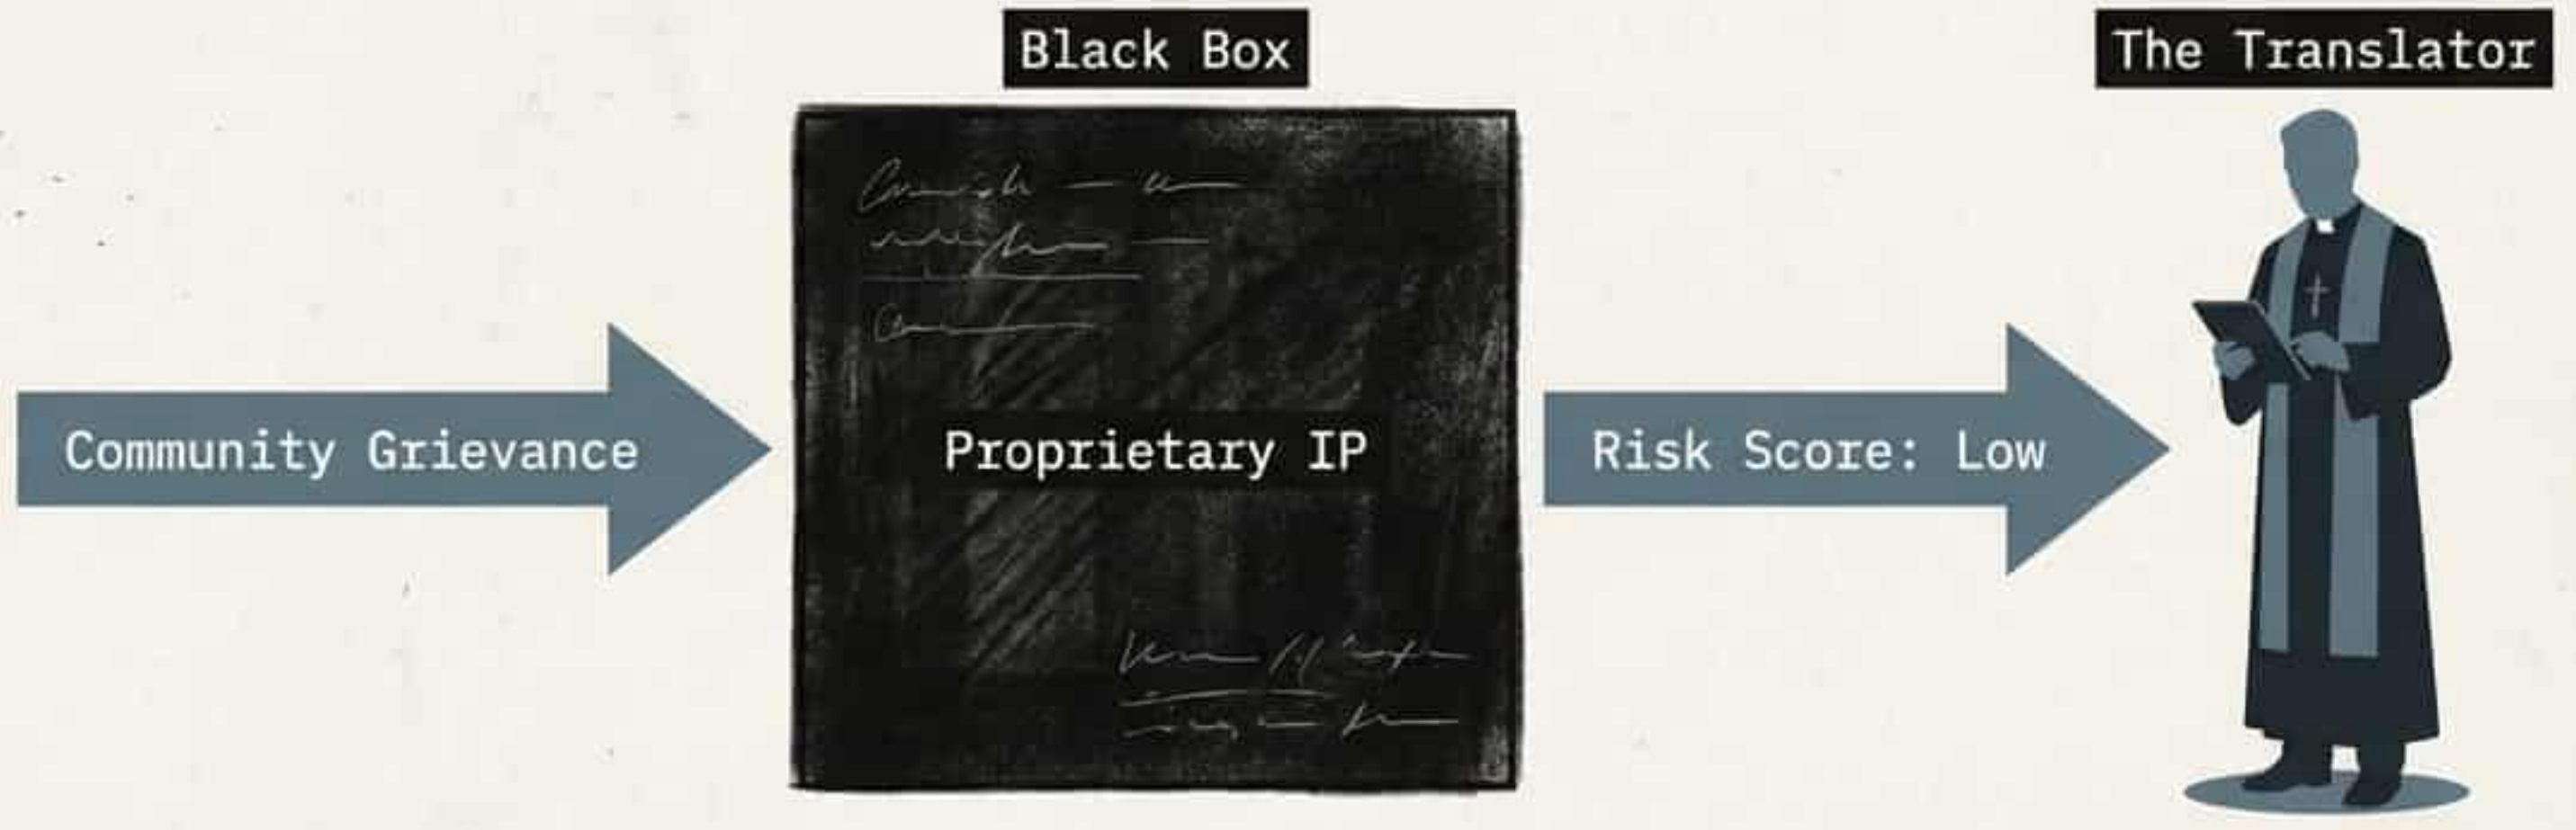 Black Box
The Translator
Community Grievance
Proprietary IP
Risk Score: Low